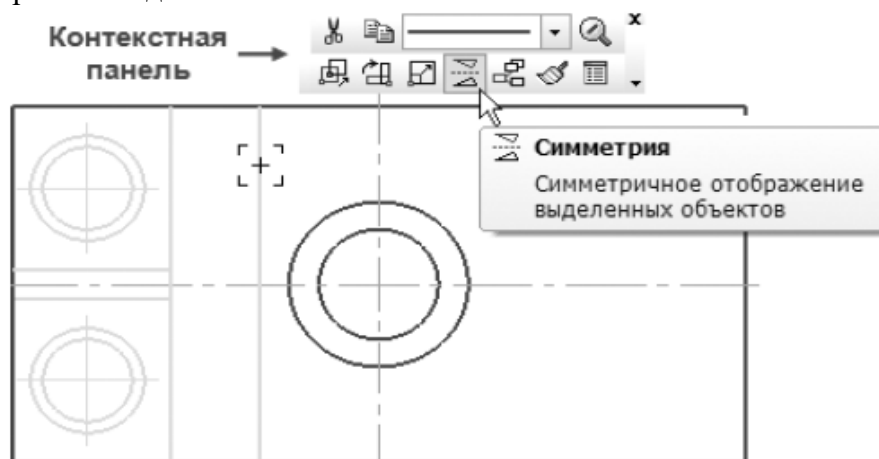 Контекстная
панель
x
Симметрия
Симметричное отображение
выделенных объектов